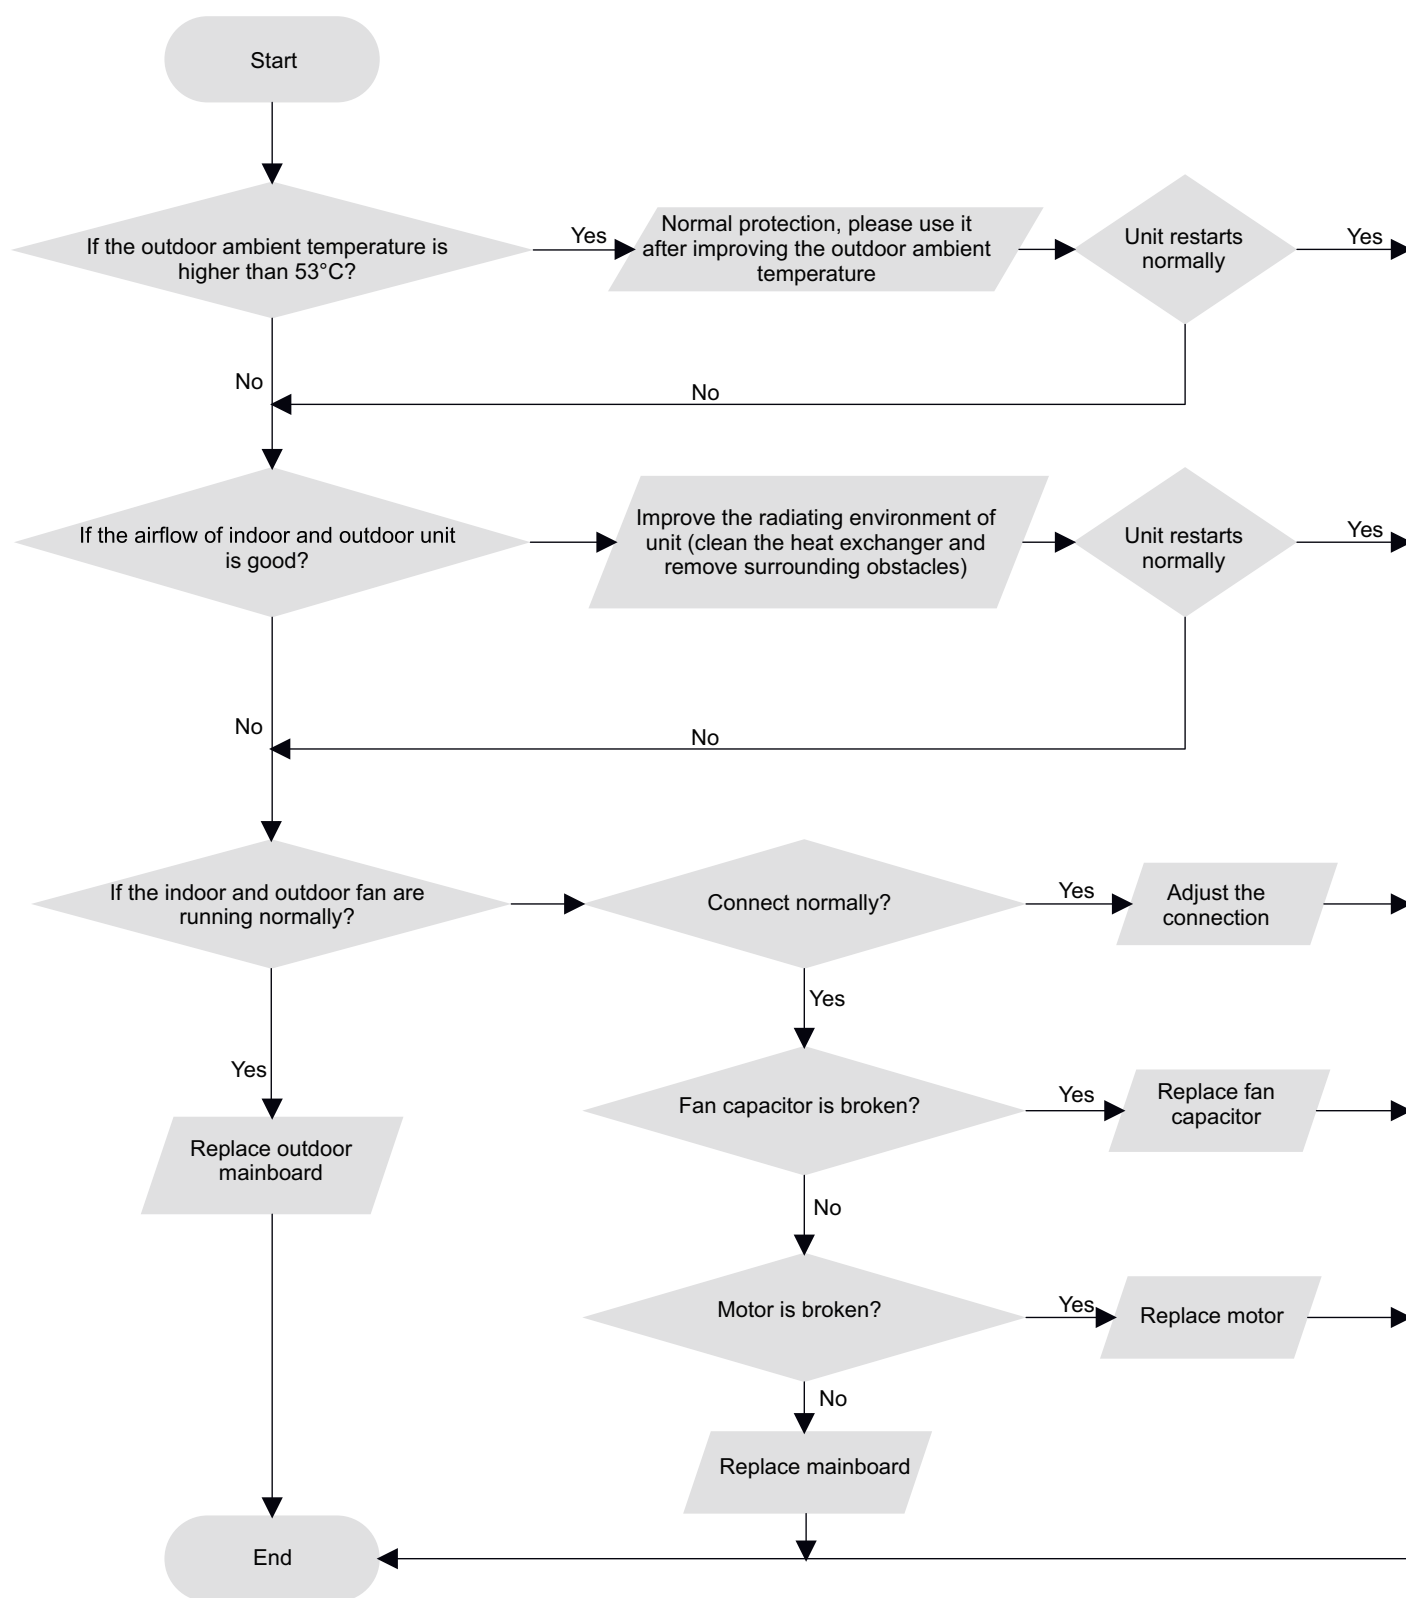 Start
If the outdoor ambient temperature is
higher than 53°C?
Yes
Normal protection, please use it
after improving the outdoor ambient
temperature
Unit restarts
normally
Yes
No
No
If the airflow of indoor and outdoor unit
is good?
Improve the radiating environment of
unit (clean the heat exchanger and
remove surrounding obstacles)
Unit restarts
normally
Yes
No
No
If the indoor and outdoor fan are
running normally?
Connect normally?
Yes
Adjust the
connection
Yes
Yes
Fan capacitor is broken?
Yes
Replace fan
capacitor
Replace outdoor
mainboard
No
Motor is broken?
Yes
Replace motor
No
Replace mainboard
End